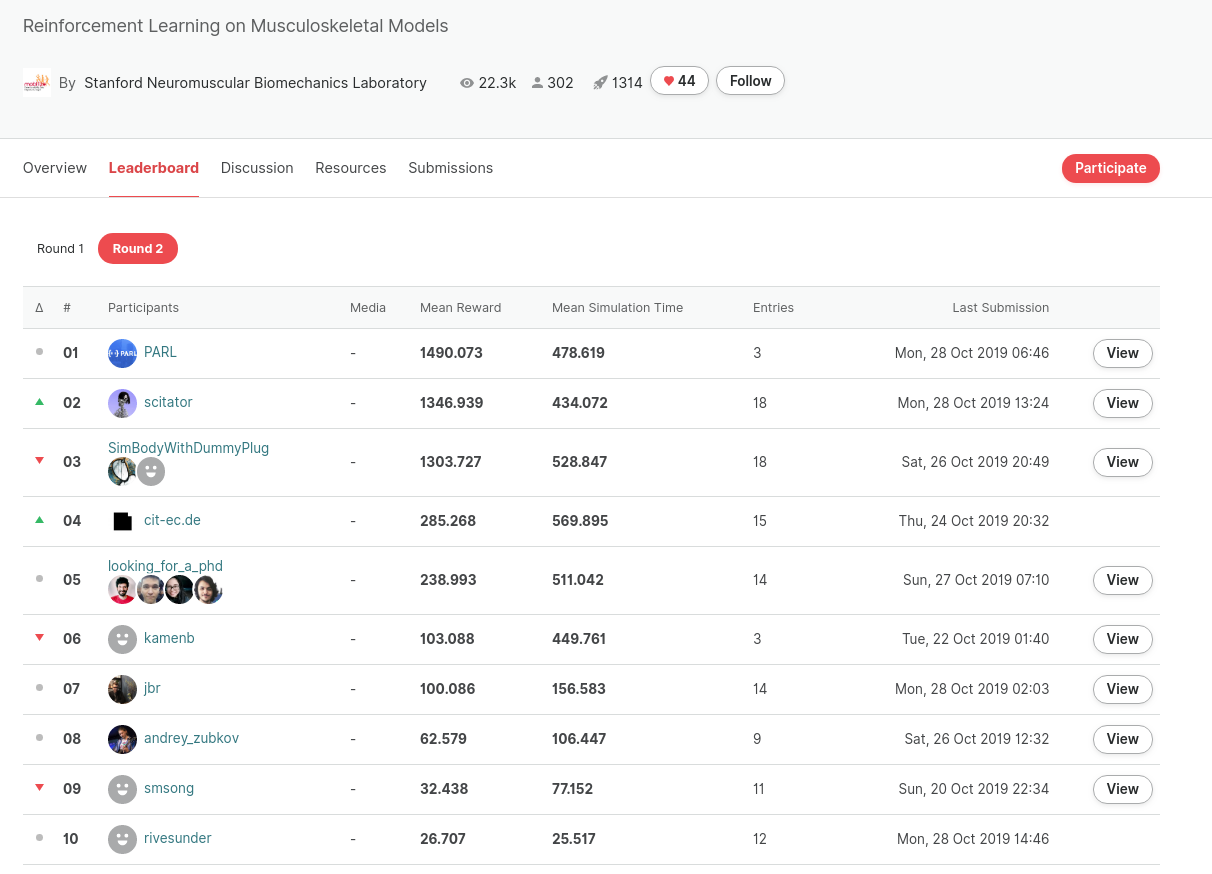 Reinforcement Learning on Musculoskeletal Models
By Stanford Neuromuscular Biomechanics Laboratory 22.3k 302 1314 44 Follow
Overview Leaderboard Discussion Resources Submissions Participate
Round 1 Round 2
Δ # Participants Media Mean Reward Mean Simulation Time Entries Last Submission
01 PARL PARL - 1490.073 478.619 3 Mon, 28 Oct 2019 06:46 View
02 scitator - 1346.939 434.072 18 Mon, 28 Oct 2019 13:24 View
03 SimBodyWithDummyPlug - 1303.727 528.847 18 Sat, 26 Oct 2019 20:49 View
04 cit-ec.de - 285.268 569.895 15 Thu, 24 Oct 2019 20:32
05 looking_for_a_phd - 238.993 511.042 14 Sun, 27 Oct 2019 07:10 View
06 kamenb - 103.088 449.761 3 Tue, 22 Oct 2019 01:40 View
07 jbr - 100.086 156.583 14 Mon, 28 Oct 2019 02:03 View
08 andrey_zubkov - 62.579 106.447 9 Sat, 26 Oct 2019 12:32 View
09 smsong - 32.438 77.152 11 Sun, 20 Oct 2019 22:34 View
10 rivesunder - 26.707 25.517 12 Mon, 28 Oct 2019 14:46